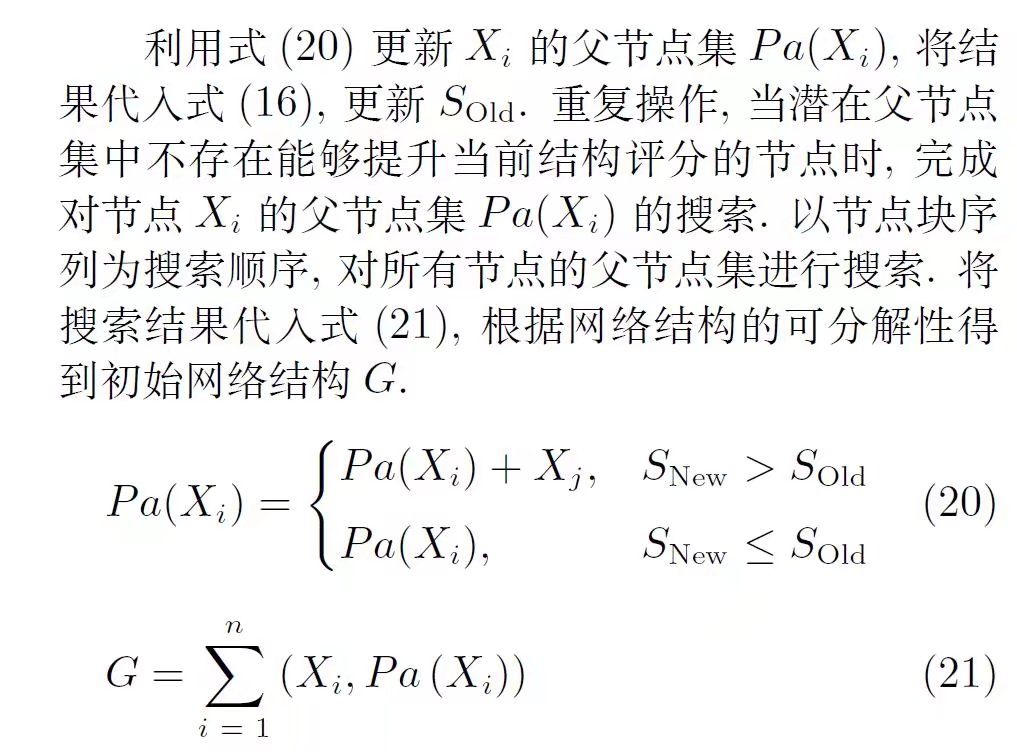 利用式 (20) 更新 $X_i$ 的父节点集 $Pa(X_i)$, 将结
果代入式 (16), 更新 $S_{\mathrm{Old}}$. 重复操作, 当潜在父节点
集中不存在能够提升当前结构评分的节点时, 完成
对节点 $X_i$ 的父节点集 $Pa(X_i)$ 的搜索. 以节点块序
列为搜索顺序, 对所有节点的父节点集进行搜索. 将
搜索结果代入式 (21), 根据网络结构的可分解性得
到初始网络结构 $G$.
$Pa(X_i) = \begin{cases} Pa(X_i) + X_j, & S_{\mathrm{New}} > S_{\mathrm{Old}} \\ Pa(X_i), & S_{\mathrm{New}} \leq S_{\mathrm{Old}} \end{cases}$ (20)
$G = \sum_{i=1}^{n} (X_i, Pa(X_i))$ (21)